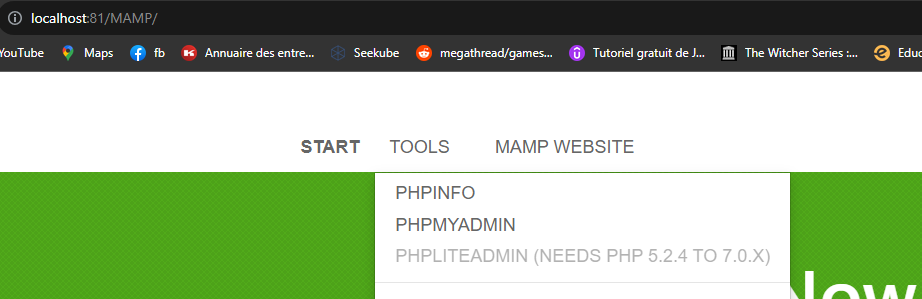 localhost:81/MAMP/
YouTube Maps fb Annuaire des entre... Seekube megathread/games... Tutoriel gratuit de J... The Witcher Series :... Educ
START TOOLS MAMP WEBSITE
PHPINFO
PHPMYADMIN
PHPLITEADMIN (NEEDS PHP 5.2.4 TO 7.0.X)
Now